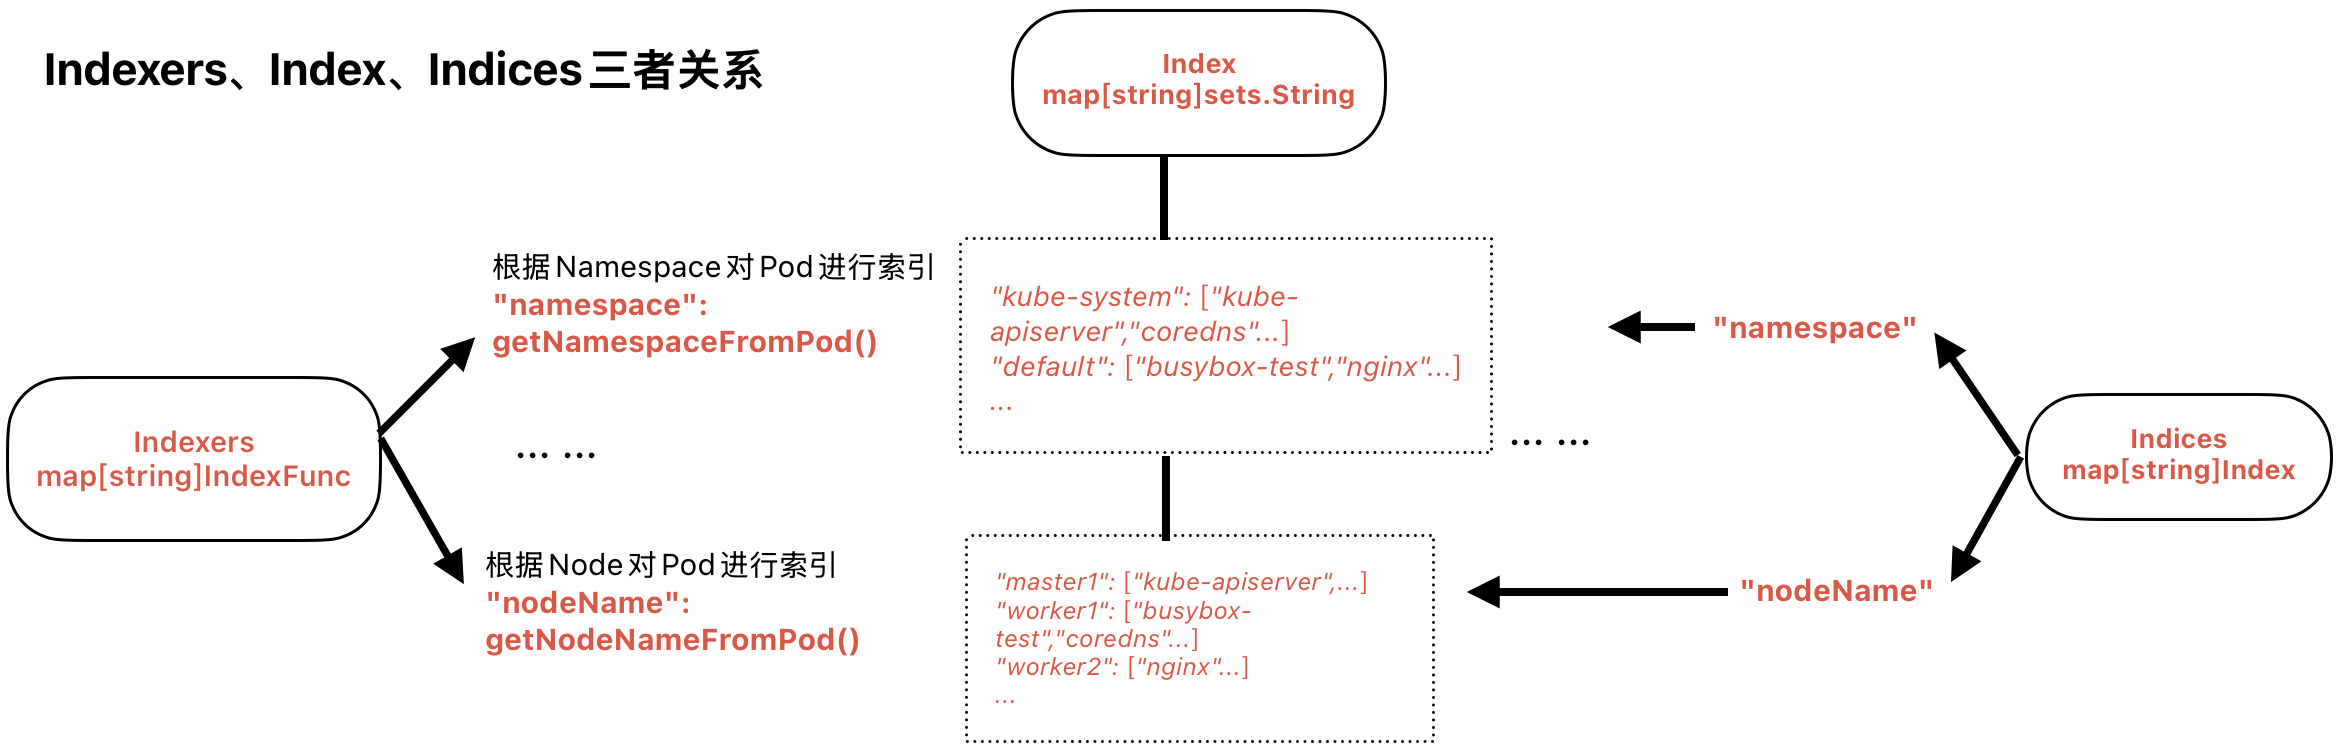 Indexers、Index、Indices三者关系
Index
map[string]sets.String
根据Namespace对Pod进行索引
"namespace":
getNamespaceFromPod()
"kube-system": ["kube-
apiserver","coredns"...]
"default": ["busybox-test","nginx"...]
...
"namespace"
Indexers
map[string]IndexFunc
... ...
... ...
Indices
map[string]Index
根据Node对Pod进行索引
"nodeName":
getNodeNameFromPod()
"master1": ["kube-apiserver",...]
"worker1": ["busybox-
test","coredns"...]
"worker2": ["nginx"...]
...
"nodeName"